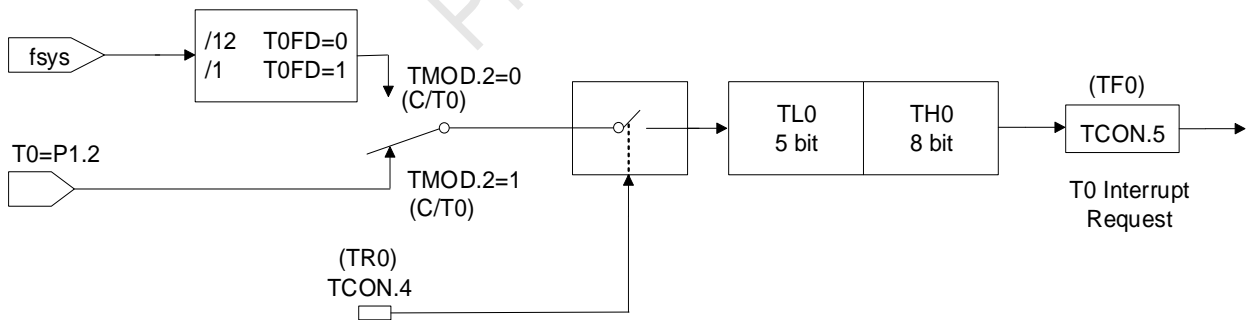 fsys
/12 T0FD=0
/1 T0FD=1
TMOD.2=0
(C/T0)
T0=P1.2
TMOD.2=1
(C/T0)
(TR0)
TCON.4
TL0
5 bit
TH0
8 bit
(TF0)
TCON.5
T0 Interrupt
Request